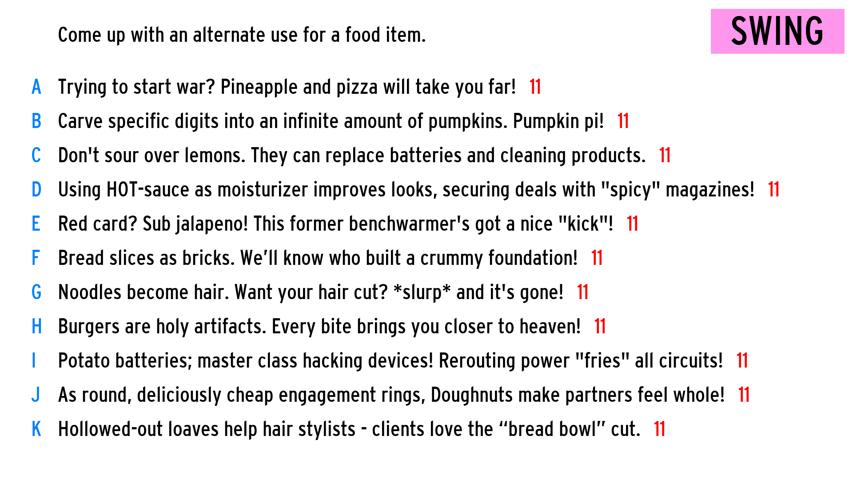 SWING
Come up with an alternate use for a food item.
A Trying to start war? Pineapple and pizza will take you far! 11
B Carve specific digits into an infinite amount of pumpkins. Pumpkin pi! 11
C Don't sour over lemons. They can replace batteries and cleaning products. 11
D Using HOT-sauce as moisturizer improves looks, securing deals with "spicy" magazines! 11
E Red card? Sub jalapeno! This former benchwarmer's got a nice "kick"! 11
F Bread slices as bricks. We’ll know who built a crummy foundation! 11
G Noodles become hair. Want your hair cut? *slurp* and it's gone! 11
H Burgers are holy artifacts. Every bite brings you closer to heaven! 11
I Potato batteries; master class hacking devices! Rerouting power "fries" all circuits! 11
J As round, deliciously cheap engagement rings, Doughnuts make partners feel whole! 11
K Hollowed-out loaves help hair stylists - clients love the “bread bowl” cut. 11